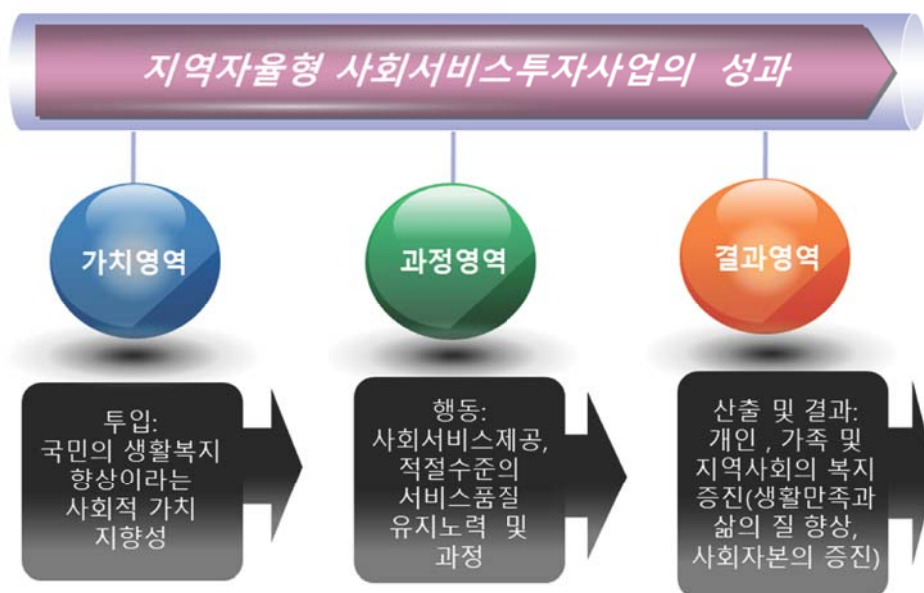 지역자율형 사회서비스투자사업의 성과
가치영역
과정영역
결과영역
투입:
국민의 생활복지
향상이라는
사회적 가치
지향성
행동:
사회서비스제공,
적절수준의
서비스품질
유지노력 및
과정
산출 및 결과:
개인 , 가족 및
지역사회의 복지
증진(생활만족과
삶의 질 향상,
사회자본의 증진)